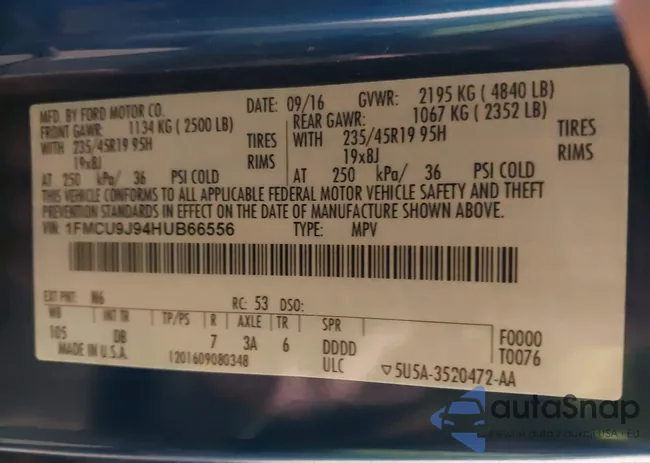 MFD. BY FORD MOTOR CO. DATE: 09/16 GVWR: 2195 KG ( 4840 LB)
FRONT GAWR: 1134 KG ( 2500 LB) REAR GAWR: 1067 KG ( 2352 LB)
WITH 235/45R19 95H TIRES WITH 235/45R19 95H TIRES
19x8J RIMS 19x8J RIMS
AT 250 kPa/ 36 PSI COLD AT 250 kPa/ 36 PSI COLD
THIS VEHICLE CONFORMS TO ALL APPLICABLE FEDERAL MOTOR VEHICLE SAFETY AND THEFT
PREVENTION STANDARDS IN EFFECT ON THE DATE OF MANUFACTURE SHOWN ABOVE.
VIN: 1FMCU9J94HUB66556 TYPE: MPV
EXT PNT: N6 RC: 53 DSO:
WB INT TR TP/PS R AXLE TR SPR
105 DB 7 3A 6 DDDD F0000
MADE IN U.S.A. 1201609080348 ULC T0076
5U5A-3520472-AA
autoSnap